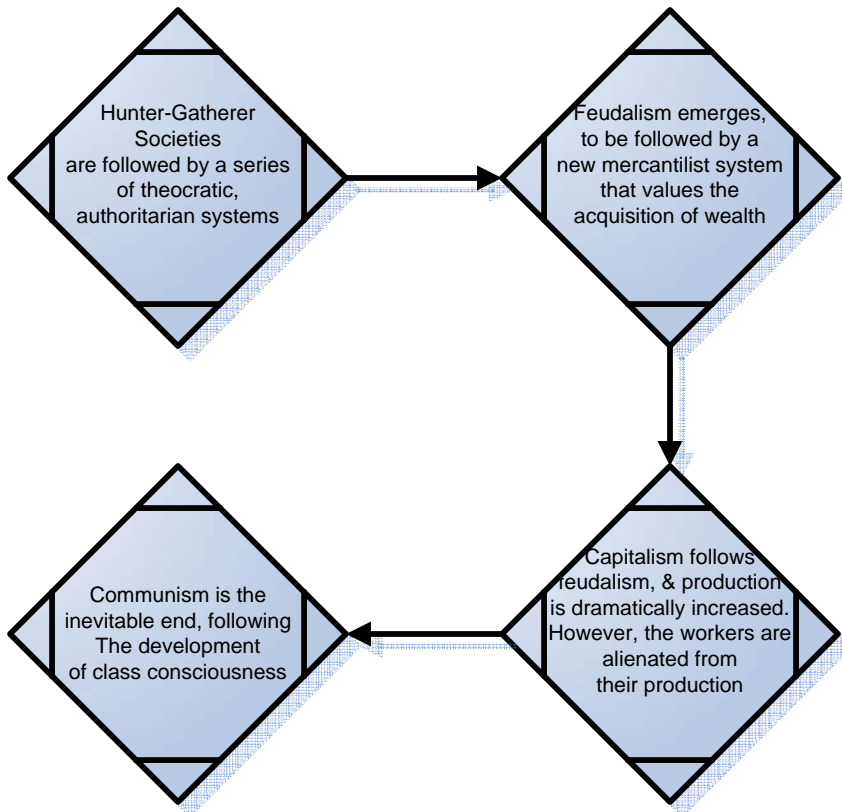 Hunter-Gatherer
Societies
are followed by a series
of theocratic,
authoritarian systems
Feudalism emerges,
to be followed by a
new mercantilist system
that values the
acquisition of wealth
Capitalism follows
feudalism, & production
is dramatically increased.
However, the workers are
alienated from
their production
Communism is the
inevitable end, following
The development
of class consciousness